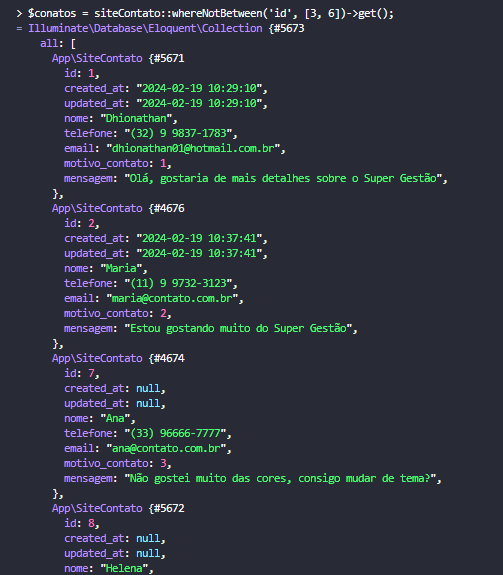 > $conatos = siteContato::whereNotBetween('id', [3, 6])->get();
= Illuminate\Database\Eloquent\Collection {#5673
all: [
App\SiteContato {#5671
id: 1,
created_at: "2024-02-19 10:29:10",
updated_at: "2024-02-19 10:29:10",
nome: "Dhionathan",
telefone: "(32) 9 9837-1783",
email: "dhionathan01@hotmail.com.br",
motivo_contato: 1,
mensagem: "Olá, gostaria de mais detalhes sobre o Super Gestão",
},
App\SiteContato {#4676
id: 2,
created_at: "2024-02-19 10:37:41",
updated_at: "2024-02-19 10:37:41",
nome: "Maria",
telefone: "(11) 9 9732-3123",
email: "maria@contato.com.br",
motivo_contato: 2,
mensagem: "Estou gostando muito do Super Gestão",
},
App\SiteContato {#4674
id: 7,
created_at: null,
updated_at: null,
nome: "Ana",
telefone: "(33) 96666-7777",
email: "ana@contato.com.br",
motivo_contato: 3,
mensagem: "Não gostei muito das cores, consigo mudar de tema?",
},
App\SiteContato {#5672
id: 8,
created_at: null,
updated_at: null,
nome: "Helena",